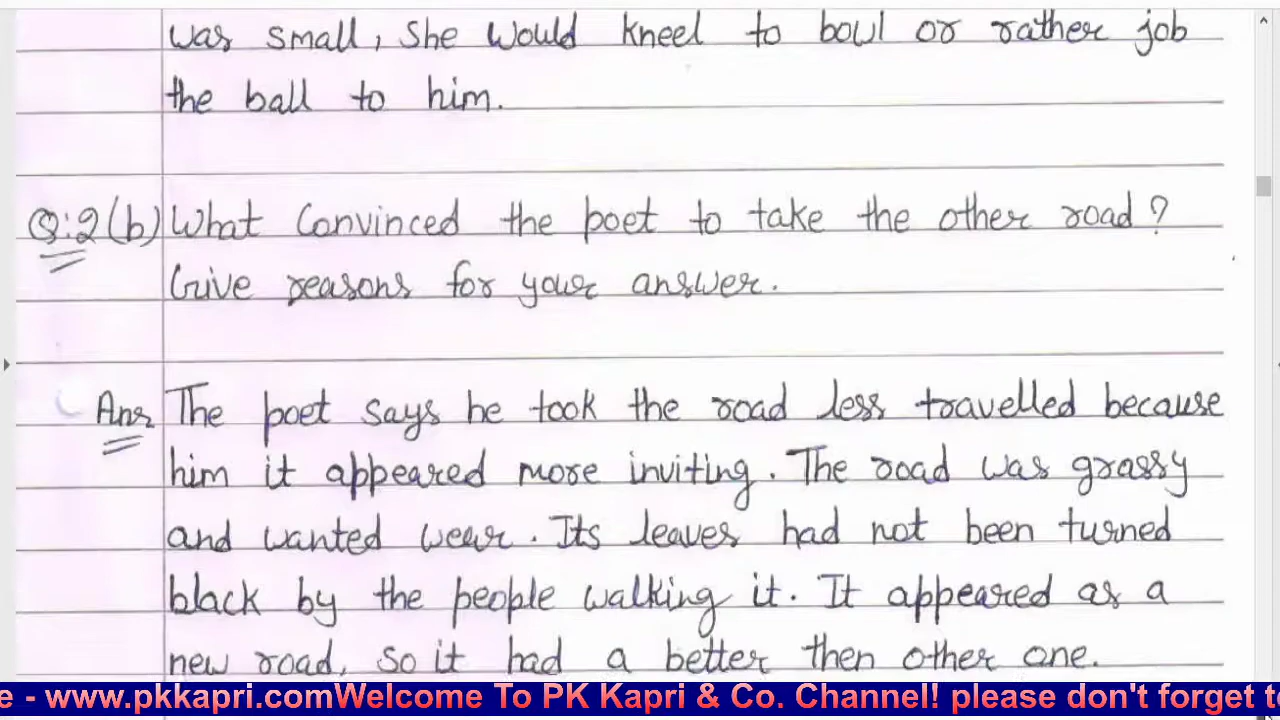 was small, she would kneel to bowl or rather job
the ball to him.
Q:2(b) What Convinced the poet to take the other road?
Give reasons for your answer.
Ans The poet says he took the road less travelled because
him it appeared more inviting. The road was grassy
and wanted wear. Its leaves had not been turned
black by the people walking it. It appeared as a
new road, so it had a better then other one.
e - www.pkkapri.comWelcome To PK Kapri & Co. Channel! please don't forget to